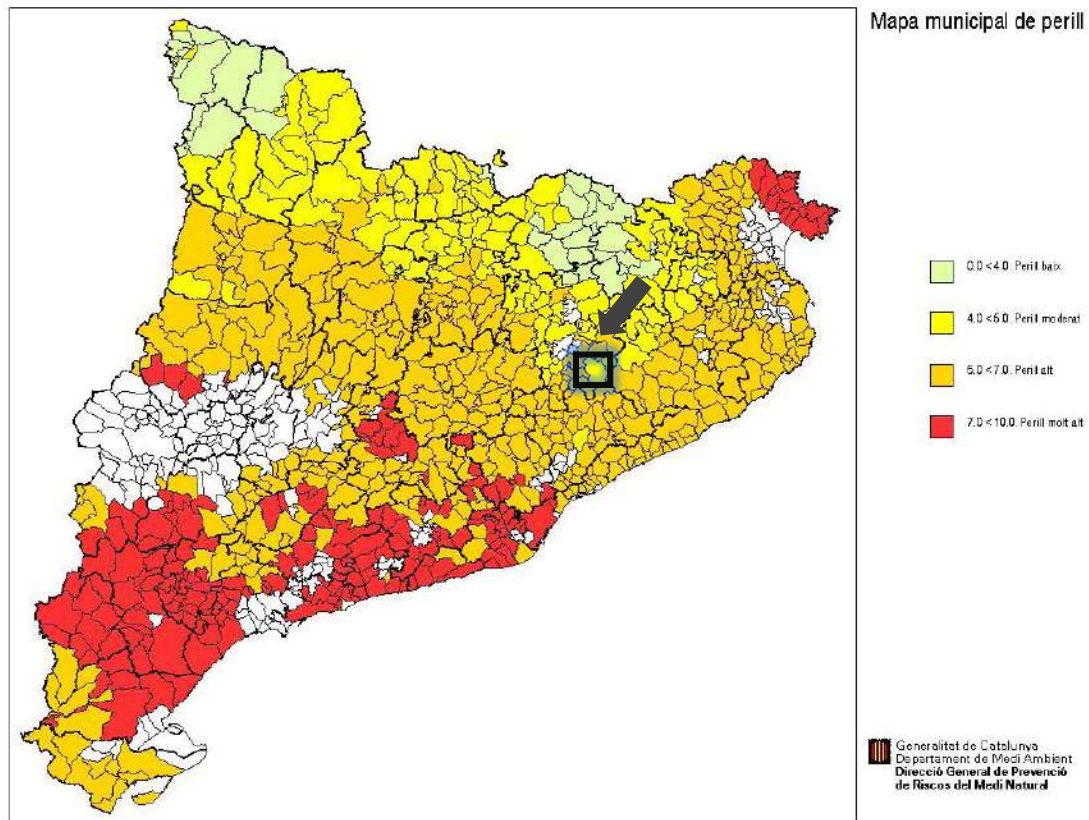 Mapa municipal de perill
0.0 <4.0. Perill baix
4.0 <6.0. Perill moderat
6.0 <7.0. Perill alt
7.0 <10.0. Perill molt alt
Generalitat de Catalunya
Departament de Medi Ambient
Direcció General de Prevenció
de Riscos del Medi Natural